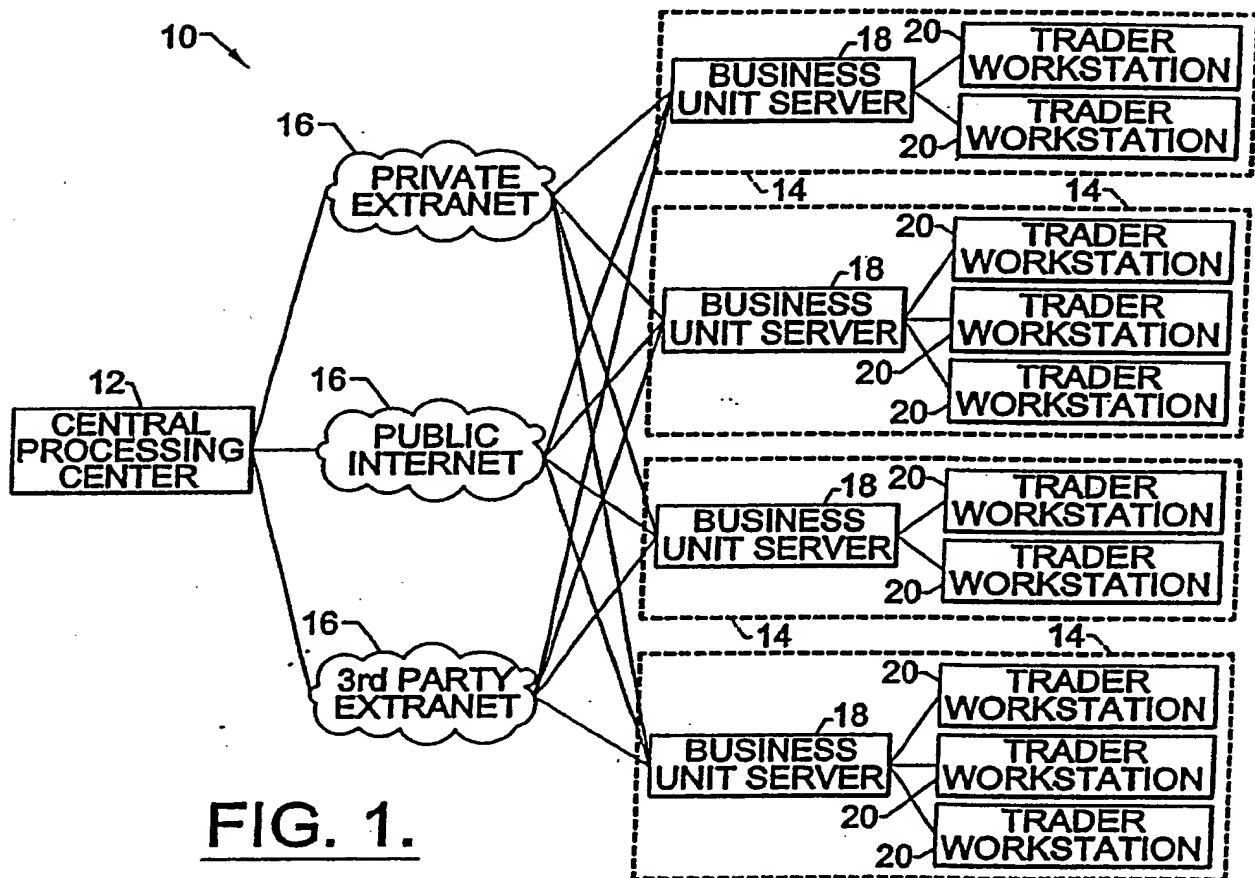 10
16
PRIVATE
EXTRANET
12
CENTRAL
PROCESSING
CENTER
16
PUBLIC
INTERNET
16
3rd PARTY
EXTRANET
18
BUSINESS
UNIT SERVER
20
TRADER
WORKSTATION
TRADER
WORKSTATION
20
14
14
18
BUSINESS
UNIT SERVER
20
TRADER
WORKSTATION
TRADER
WORKSTATION
20
TRADER
WORKSTATION
20
18
BUSINESS
UNIT SERVER
20
TRADER
WORKSTATION
TRADER
WORKSTATION
20
14
14
18
BUSINESS
UNIT SERVER
20
TRADER
WORKSTATION
TRADER
WORKSTATION
20
TRADER
WORKSTATION
20
FIG. 1.